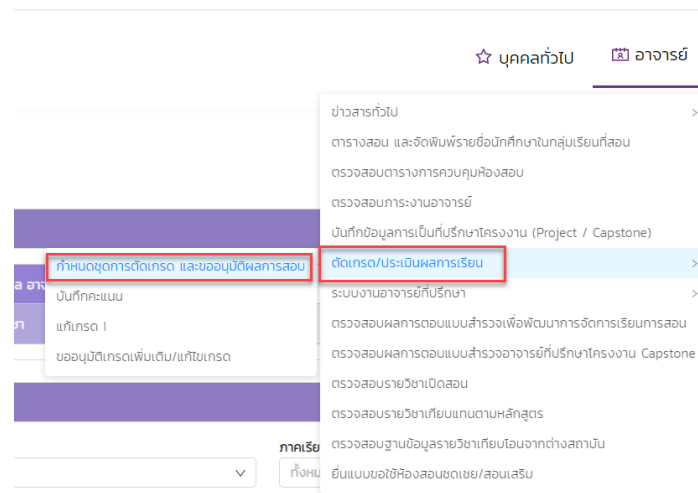 บุคคลทั่วไป
อาจารย์
ข่าวสารทั่วไป
ตารางสอน และจัดพิมพ์รายชื่อนักศึกษาในกลุ่มเรียนที่สอน
ตรวจสอบตารางการควบคุมห้องสอบ
ตรวจสอบภาระงานอาจารย์
บันทึกข้อมูลการเป็นที่ปรึกษาโครงงาน (Project / Capstone)
ตัดเกรด/ประเมินผลการเรียน
ระบบงานอาจารย์ที่ปรึกษา
ตรวจสอบผลการตอบแบบสำรวจเพื่อพัฒนาการจัดการเรียนการสอน
ตรวจสอบผลการตอบแบบสำรวจอาจารย์ที่ปรึกษาโครงงาน Capstone
ตรวจสอบรายวิชาเปิดสอน
ตรวจสอบรายวิชาเทียบแทนตามหลักสูตร
ตรวจสอบฐานข้อมูลรายวิชาเทียบโอนจากต่างสถาบัน
ยื่นแบบขอใช้ห้องสอนชดเชย/สอนเสริม
กำหนดชุดการตัดเกรด และขออนุมัติผลการสอบ
บันทึกคะแนน
แก้เกรด I
ขออนุมัติเกรดเพิ่มเติม/แก้ไขเกรด
ภาคเรีย
ทั้งหม